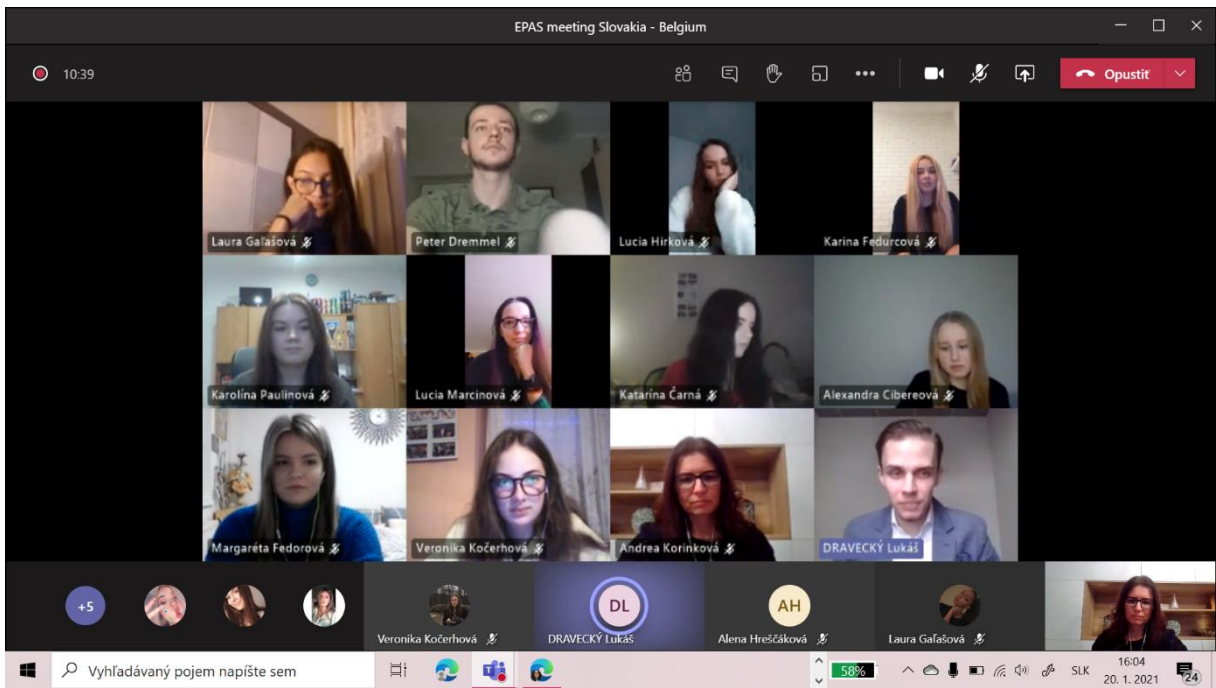 EPAS meeting Slovakia - Belgium
10:39
Opustiť
Laura Gaľašová
Peter Dremmel
Lucia Hirková
Karina Fedurcová
Karolína Paulinová
Lucia Marcinová
Katarína Čarná
Alexandra Cibereová
Margaréta Fedorová
Veronika Kočerhová
Andrea Korínková
DRAVECKÝ Lukáš
+5
DL
AH
Veronika Kočerhová
DRAVECKÝ Lukáš
Alena Hreščáková
Laura Gaľašová
Vyhľadávaný pojem napíšte sem
58%
SLK
16:04
20. 1. 2021
24